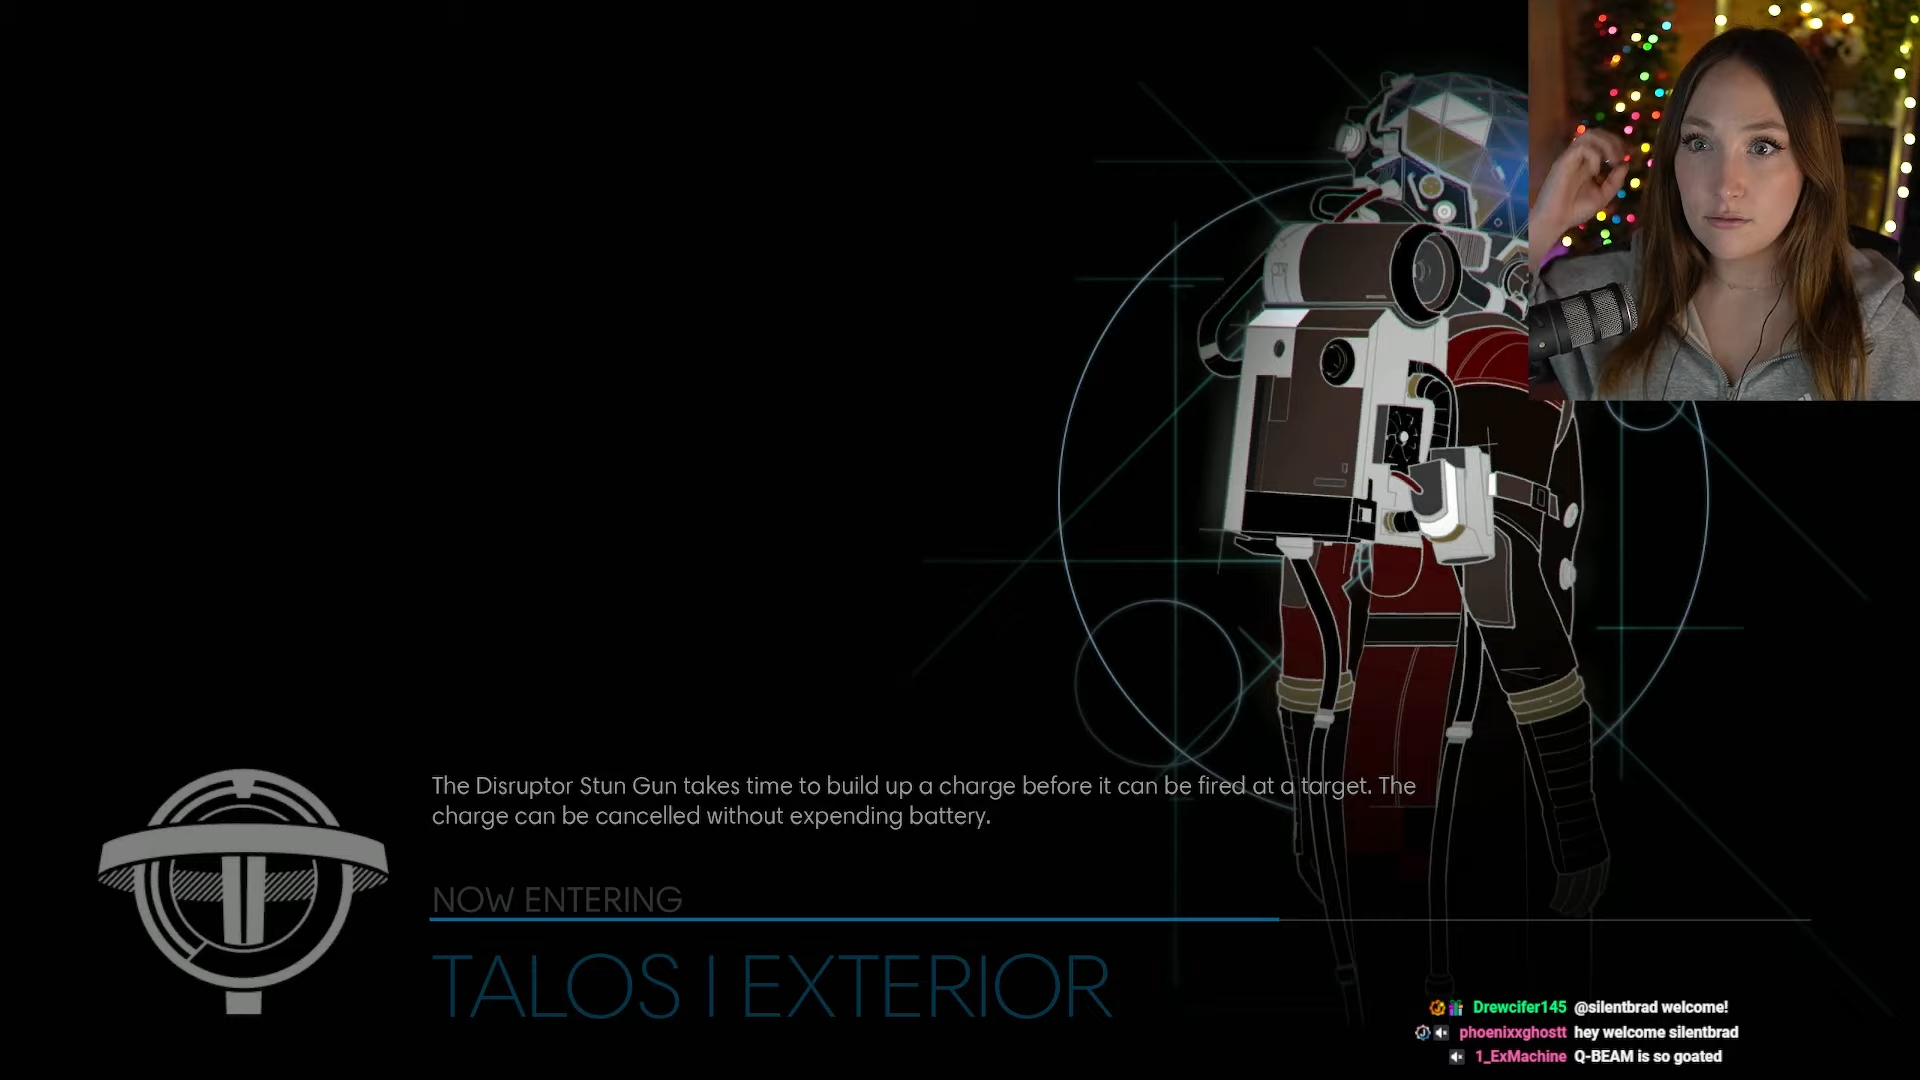 The Disruptor Stun Gun takes time to build up a charge before it can be fired at a target. The
charge can be cancelled without expending battery.
NOW ENTERING
TALOS I EXTERIOR
Drewcifer145 @silentbrad welcome!
phoenixxghostt hey welcome silentbrad
1_ExMachine Q-BEAM is so goated